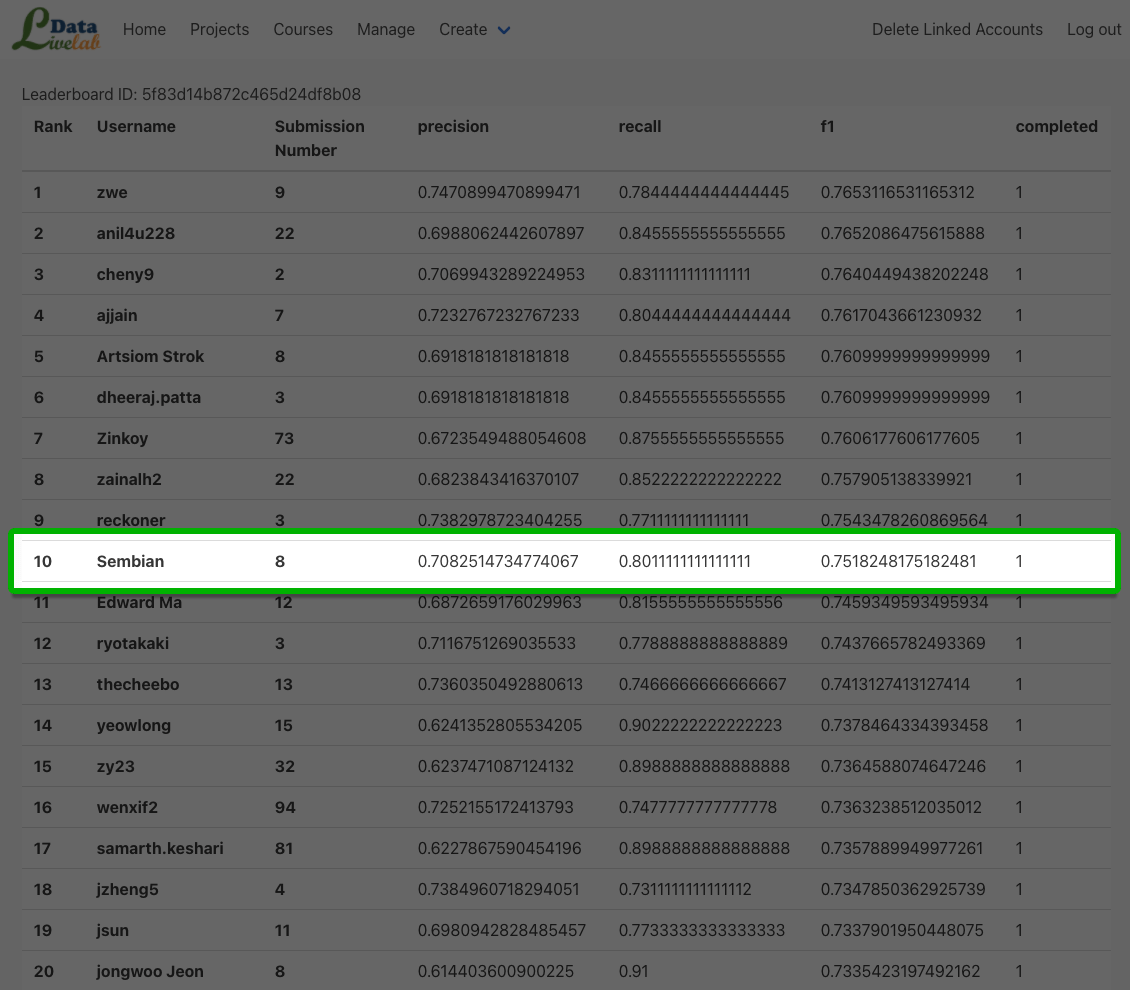 Data
Livelab
Home Projects Courses Manage Create Delete Linked Accounts Log out
Leaderboard ID: 5f83d14b872c465d24df8b08
Rank Username Submission Number precision recall f1 completed
1 zwe 9 0.7470899470899471 0.7844444444444445 0.7653116531165312 1
2 anil4u228 22 0.6988062442607897 0.8455555555555555 0.7652086475615888 1
3 cheny9 2 0.7069943289224953 0.8311111111111111 0.7640449438202248 1
4 ajjain 7 0.7232767232767233 0.8044444444444444 0.7617043661230932 1
5 Artsiom Strok 8 0.6918181818181818 0.8455555555555555 0.7609999999999999 1
6 dheeraj.patta 3 0.6918181818181818 0.8455555555555555 0.7609999999999999 1
7 Zinkoy 73 0.6723549488054608 0.8755555555555555 0.7606177606177605 1
8 zainalh2 22 0.6823843416370107 0.8522222222222222 0.757905138339921 1
9 reckoner 3 0.7382978723404255 0.7711111111111111 0.7543478260869564 1
10 Sembian 8 0.7082514734774067 0.8011111111111111 0.7518248175182481 1
11 Edward Ma 12 0.6872659176029963 0.8155555555555556 0.7459349593495934 1
12 ryotakaki 3 0.7116751269035533 0.7788888888888889 0.7437665782493369 1
13 thecheebo 13 0.7360350492880613 0.7466666666666667 0.7413127413127414 1
14 yeowlong 15 0.6241352805534205 0.9022222222222223 0.7378464334393458 1
15 zy23 32 0.6237471087124132 0.8988888888888888 0.7364588074647246 1
16 wenxif2 94 0.7252155172413793 0.7477777777777778 0.7363238512035012 1
17 samarth.keshari 81 0.6227867590454196 0.8988888888888888 0.7357889949977261 1
18 jzheng5 4 0.7384960718294051 0.7311111111111112 0.7347850362925739 1
19 jsun 11 0.6980942828485457 0.7733333333333333 0.7337901950448075 1
20 jongwoo Jeon 8 0.614403600900225 0.91 0.7335423197492162 1